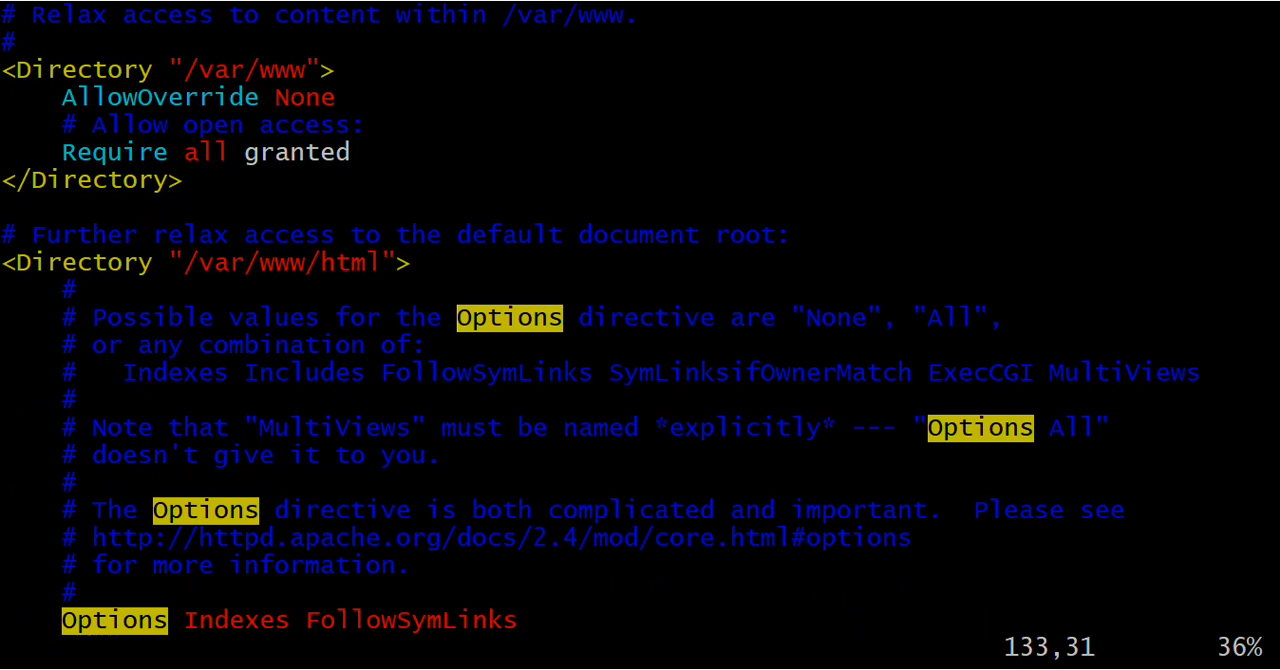 # Relax access to content within /var/www.
#
<Directory "/var/www">
    AllowOverride None
    # Allow open access:
    Require all granted
</Directory>

# Further relax access to the default document root:
<Directory "/var/www/html">
    #
    # Possible values for the Options directive are "None", "All",
    # or any combination of:
    #   Indexes Includes FollowSymLinks SymLinksifOwnerMatch ExecCGI MultiViews
    #
    # Note that "MultiViews" must be named *explicitly* --- "Options All"
    # doesn't give it to you.
    #
    # The Options directive is both complicated and important.  Please see
    # http://httpd.apache.org/docs/2.4/mod/core.html#options
    # for more information.
    #
    Options Indexes FollowSymLinks
133,31 36%